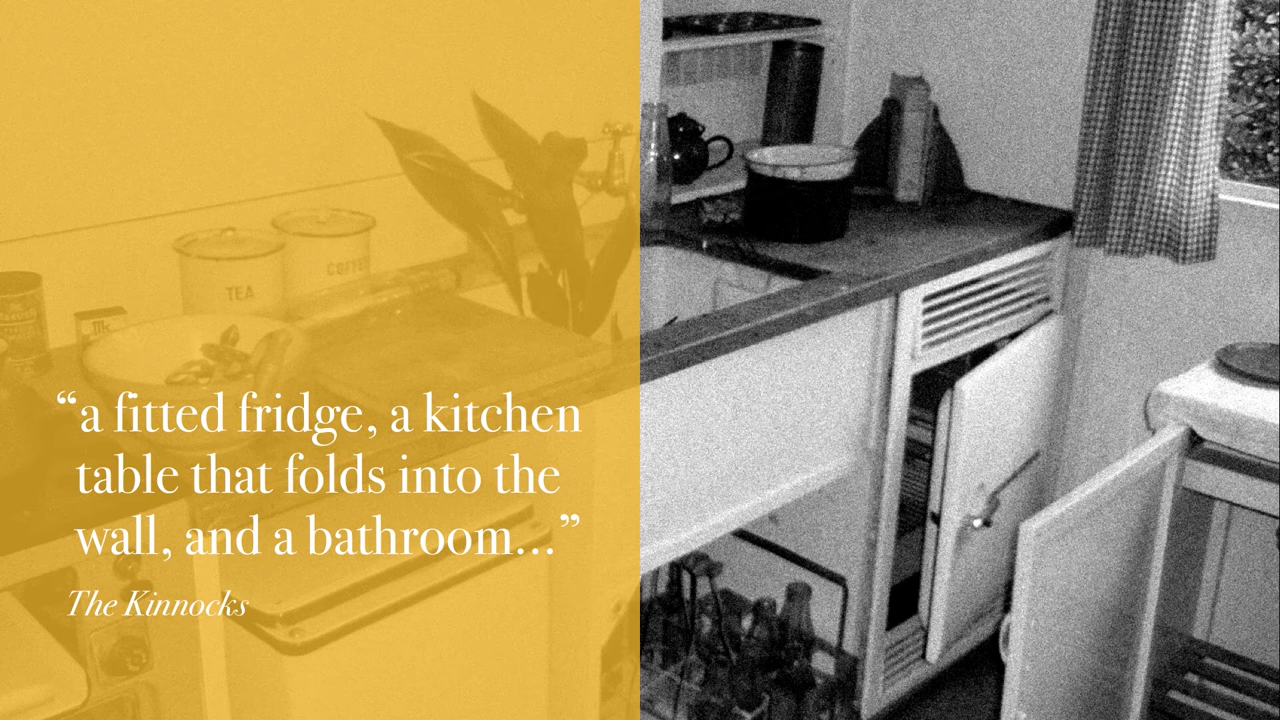 TEA
COFFEE
“a fitted fridge, a kitchen
table that folds into the
wall, and a bathroom...”
The Kinnocks